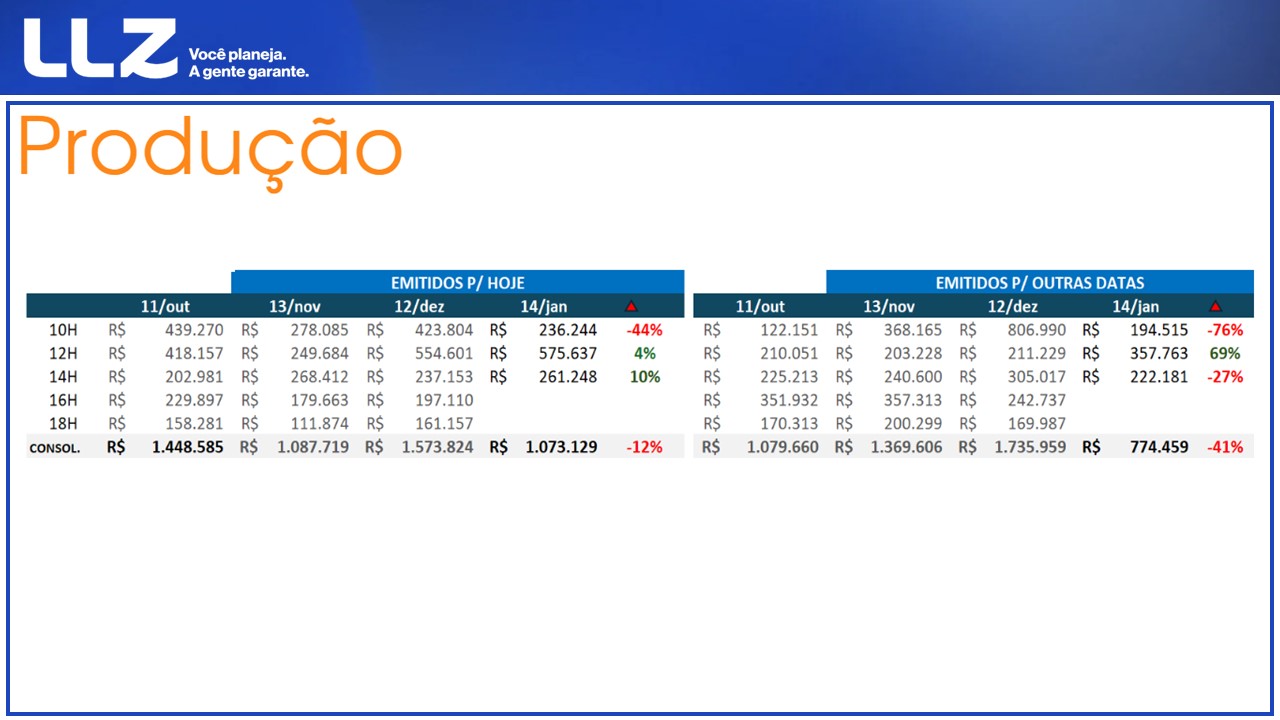 LLZ
Você planeja.
A gente garante.
Produção
EMITIDOS P/ HOJE EMITIDOS P/ OUTRAS DATAS
11/out 13/nov 12/dez 14/jan 11/out 13/nov 12/dez 14/jan
10H R$ 439.270 R$ 278.085 R$ 423.804 R$ 236.244 -44% R$ 122.151 R$ 368.165 R$ 806.990 R$ 194.515 -76%
12H R$ 418.157 R$ 249.684 R$ 554.601 R$ 575.637 4% R$ 210.051 R$ 203.228 R$ 211.229 R$ 357.763 69%
14H R$ 202.981 R$ 268.412 R$ 237.153 R$ 261.248 10% R$ 225.213 R$ 240.600 R$ 305.017 R$ 222.181 -27%
16H R$ 229.897 R$ 179.663 R$ 197.110 R$ 351.932 R$ 357.313 R$ 242.737
18H R$ 158.281 R$ 111.874 R$ 161.157 R$ 170.313 R$ 200.299 R$ 169.987
CONSOL. R$ 1.448.585 R$ 1.087.719 R$ 1.573.824 R$ 1.073.129 -12% R$ 1.079.660 R$ 1.369.606 R$ 1.735.959 R$ 774.459 -41%